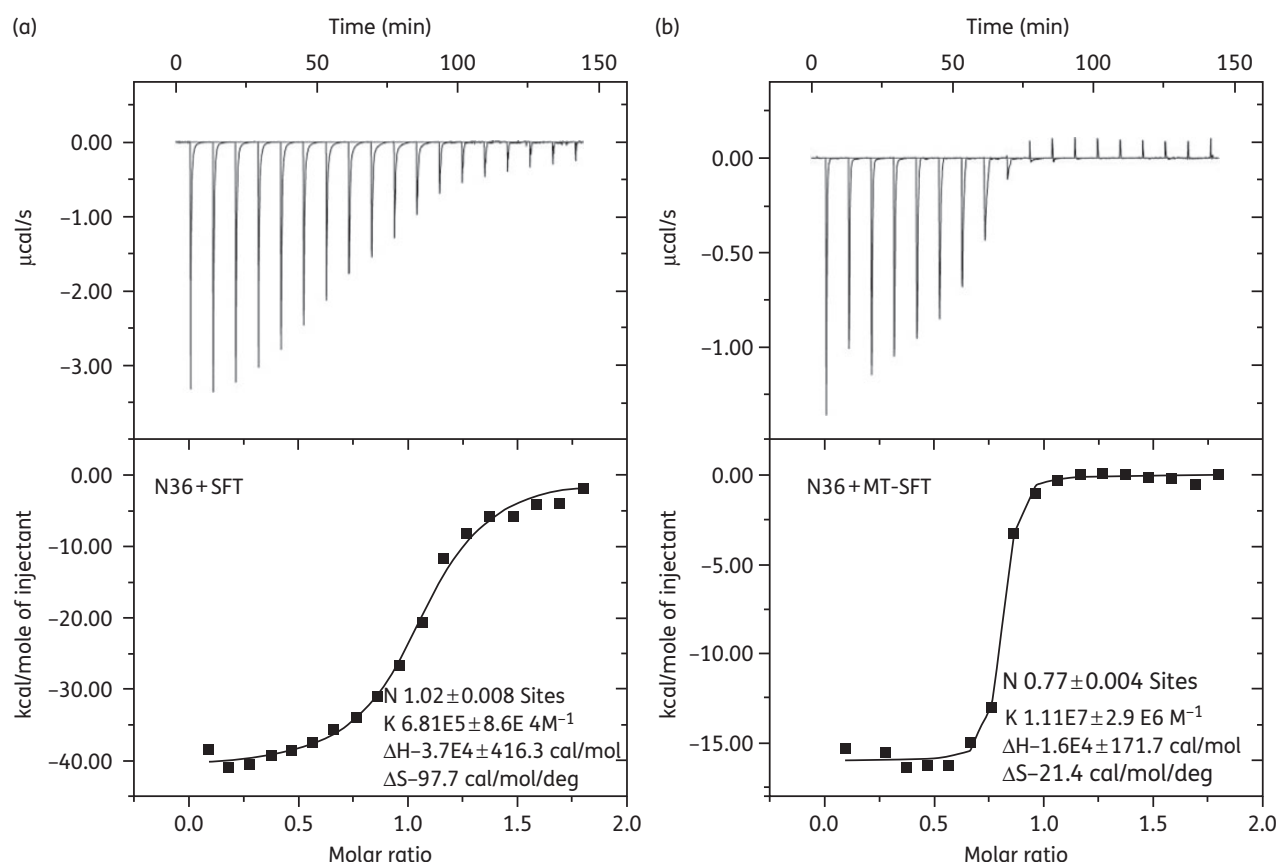 (a)
Time (min)
0 50 100 150
0.00
−1.00
−2.00
−3.00
µcal/s
0.00
−10.00
−20.00
−30.00
−40.00
kcal/mole of injectant
N36+SFT
N 1.02±0.008 Sites
K 6.81E5±8.6E 4M⁻¹
ΔH−3.7E4±416.3 cal/mol
ΔS−97.7 cal/mol/deg
0.0 0.5 1.0 1.5 2.0
Molar ratio
(b)
Time (min)
0 50 100 150
0.00
−0.50
−1.00
µcal/s
0.00
−5.00
−10.00
−15.00
kcal/mole of injectant
N36+MT-SFT
N 0.77±0.004 Sites
K 1.11E7±2.9 E6 M⁻¹
ΔH−1.6E4±171.7 cal/mol
ΔS−21.4 cal/mol/deg
0.0 0.5 1.0 1.5 2.0
Molar ratio